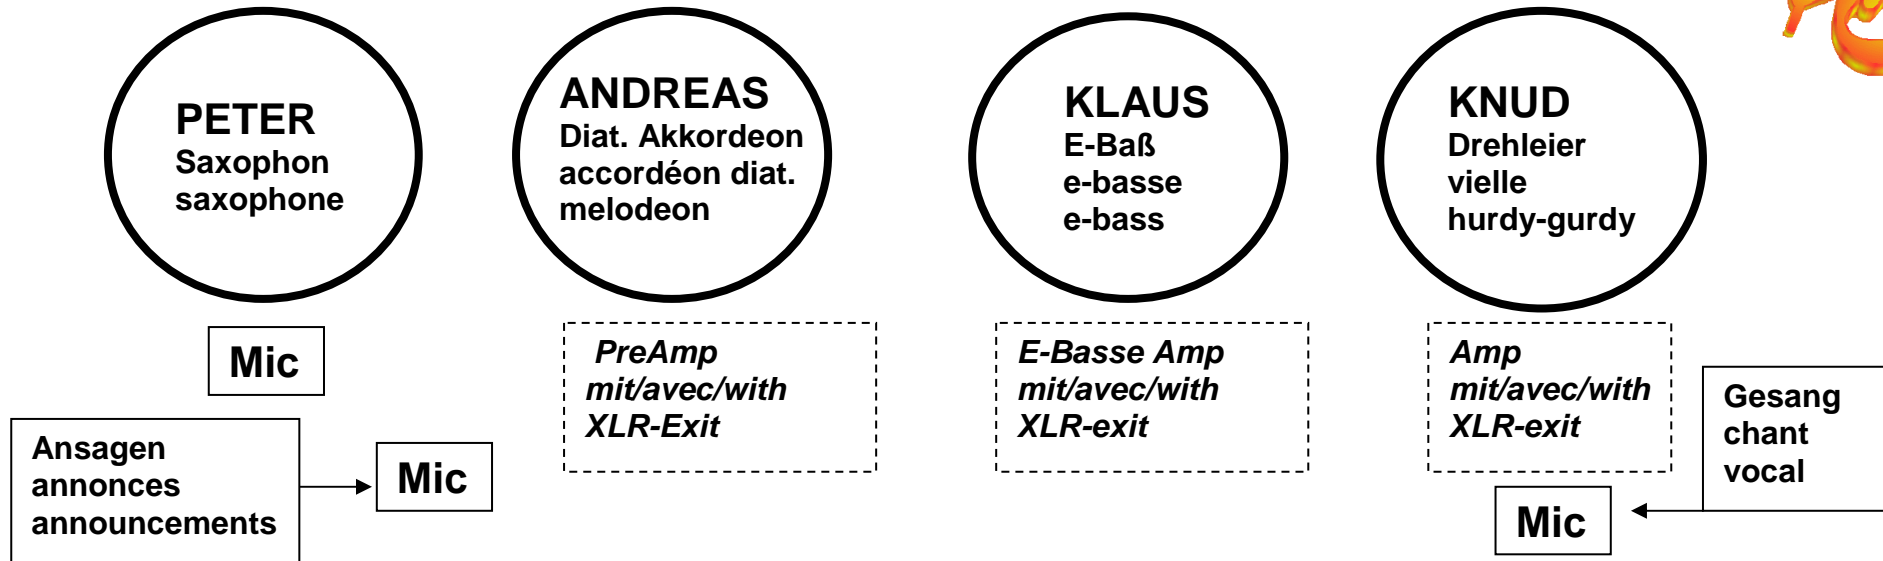 PETER
Saxophon
saxophone
ANDREAS
Diat. Akkordeon
accordéon diat.
melodeon
KLAUS
E-Baß
e-basse
e-bass
KNUD
Drehleier
vielle
hurdy-gurdy
Mic
PreAmp
mit/avec/with
XLR-Exit
E-Basse Amp
mit/avec/with
XLR-exit
Amp
mit/avec/with
XLR-exit
Gesang
chant
vocal
Ansagen
annonces
announcements
Mic
Mic